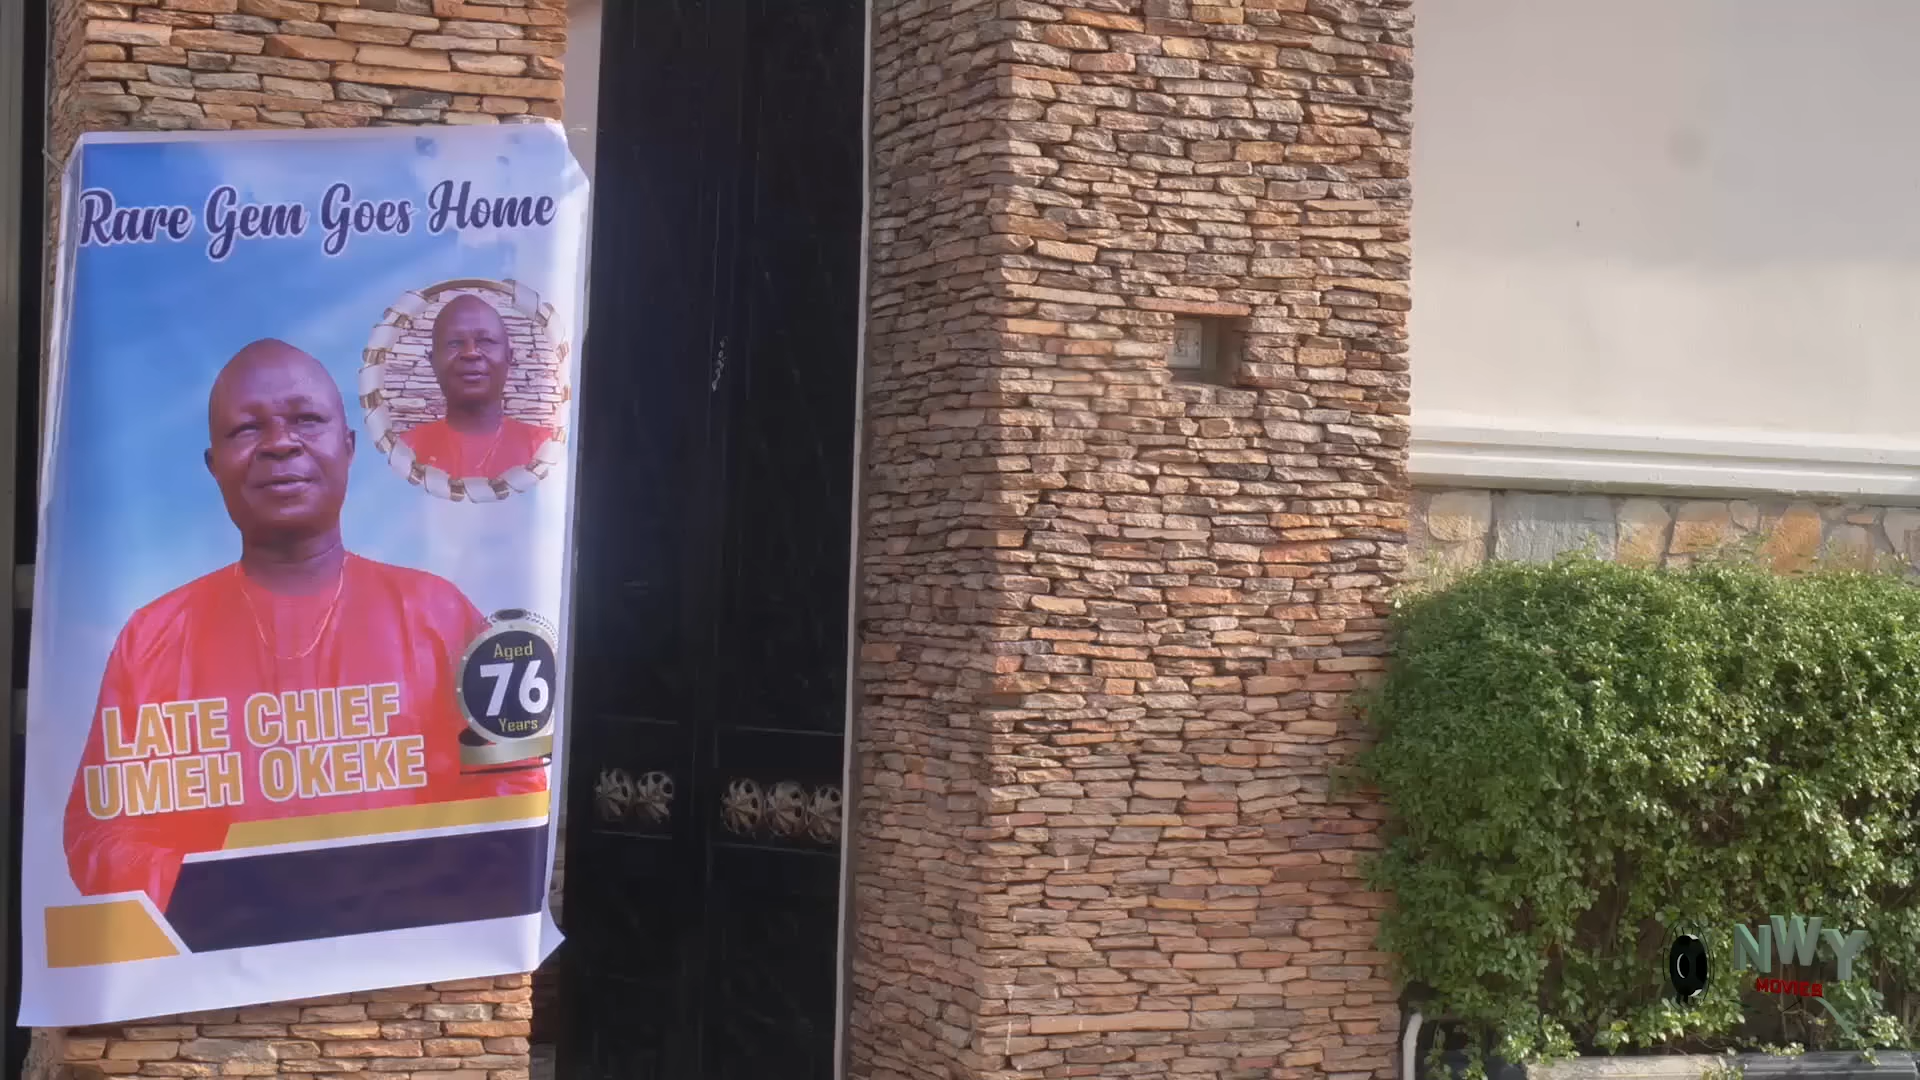 Rare Gem Goes Home
Aged
76
Years
LATE CHIEF
UMEH OKEKE
NWY
MOVIES